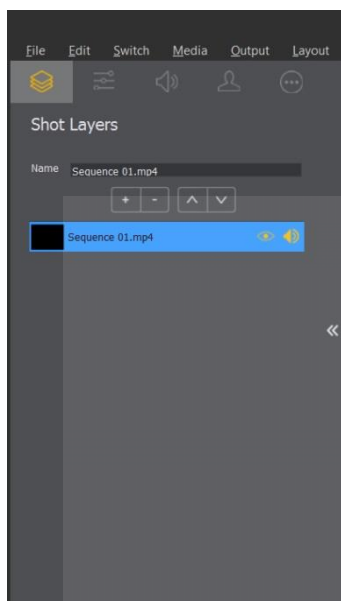 File Edit Switch Media Output Layout
Shot Layers
Name Sequence 01.mp4
+ -
Sequence 01.mp4
«